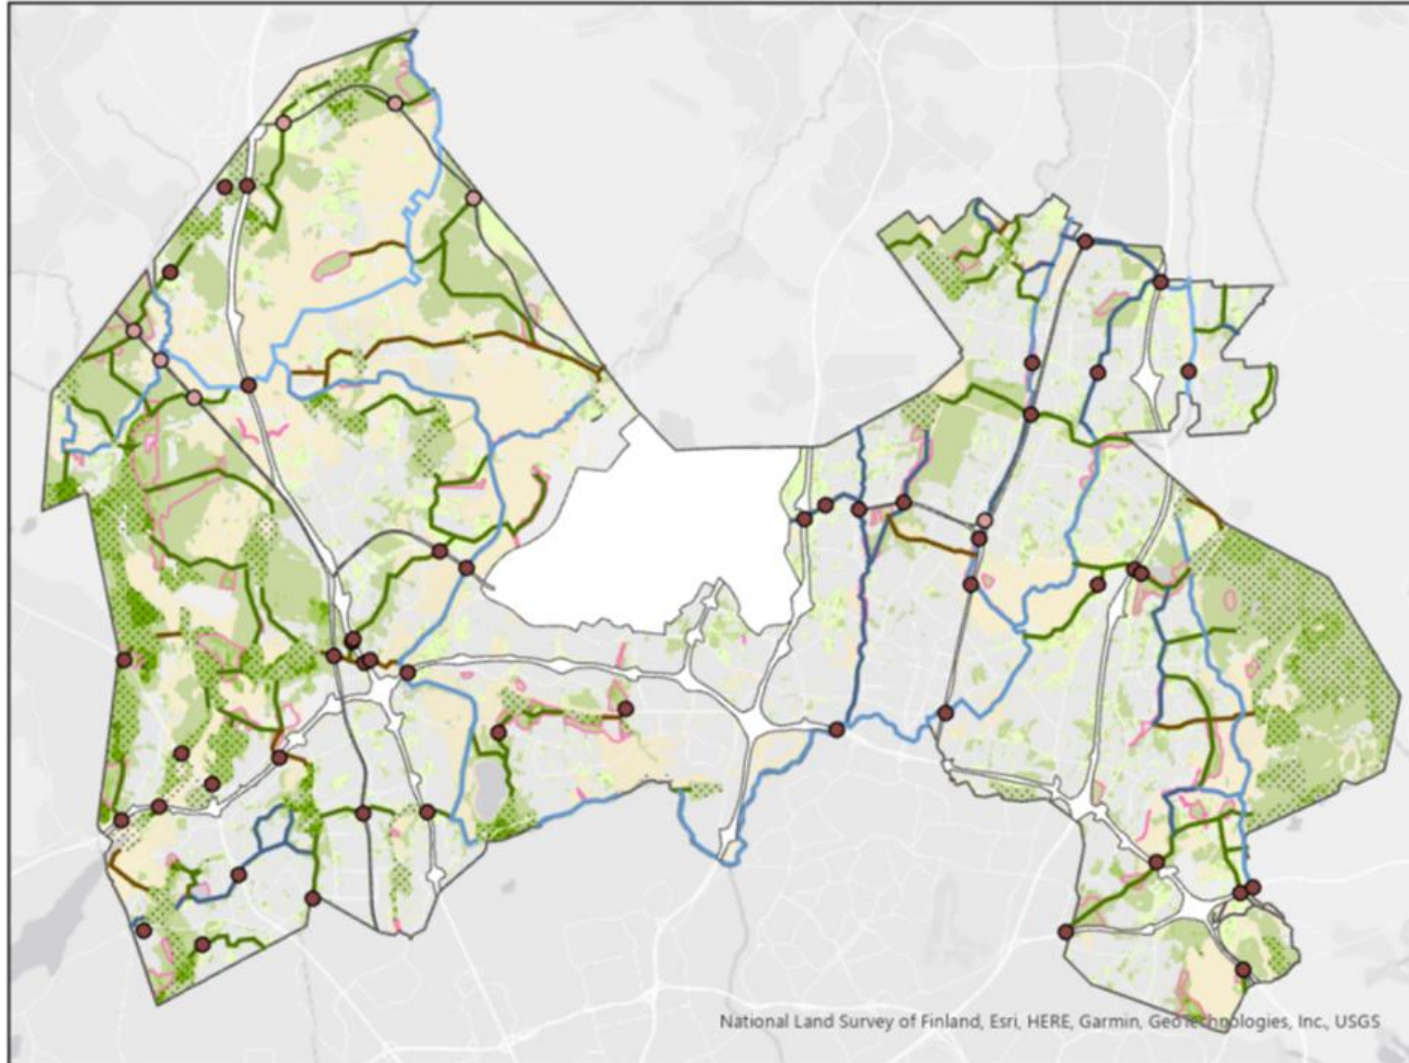 National Land Survey of Finland, Esri, HERE, Garmin, GeoTechnologies, Inc., USGS